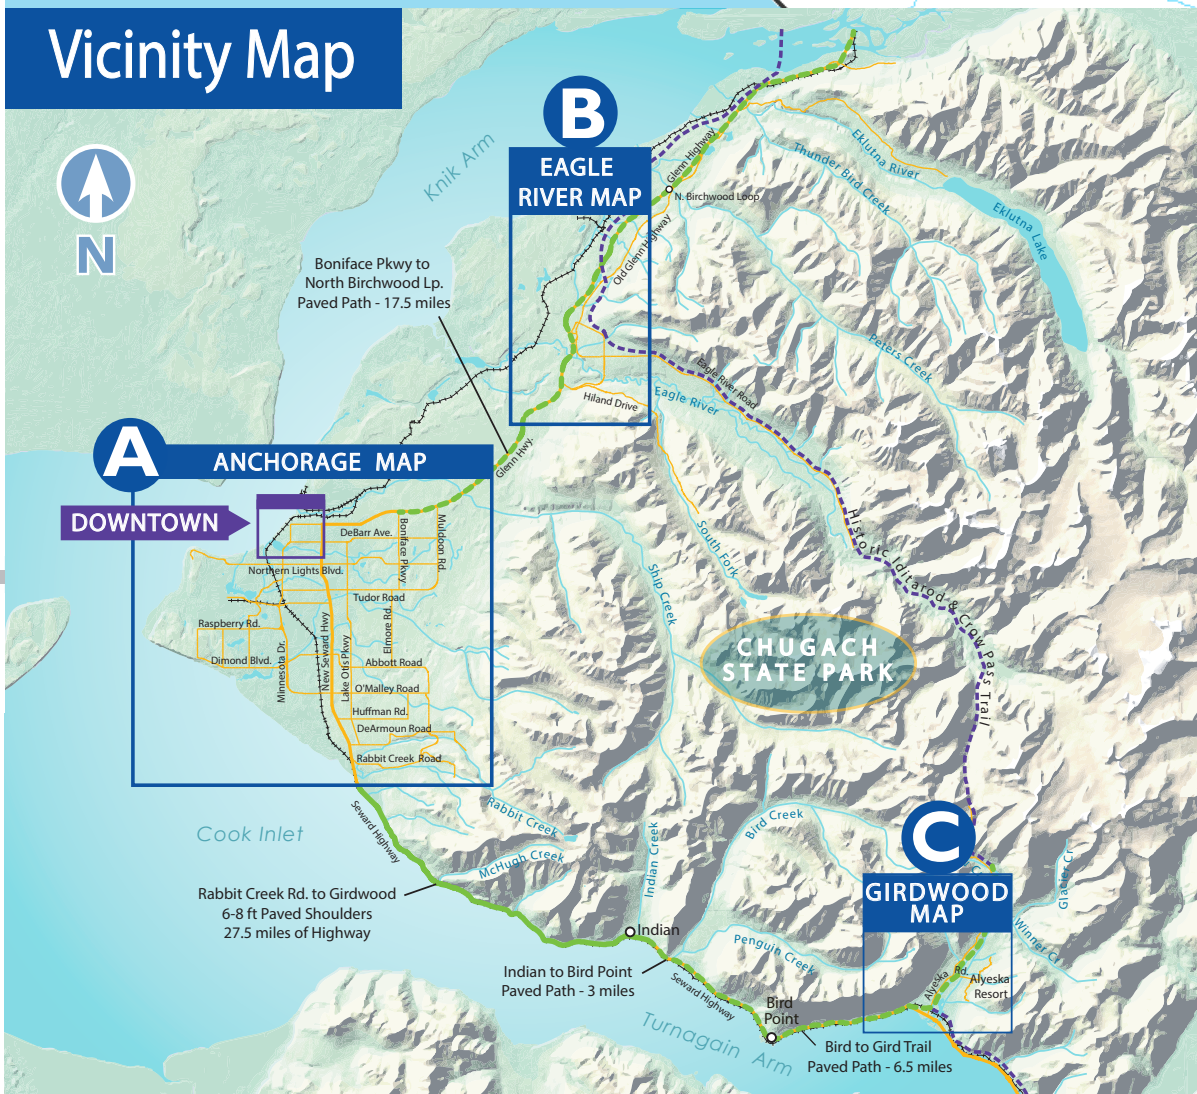 Vicinity Map
N
Knik Arm
B
EAGLE
RIVER MAP
Glenn Highway
N. Birchwood Loop
Old Glenn Highway
Eklutna River
Thunder Bird Creek
Eklutna Lake
Peters Creek
Boniface Pkwy to
North Birchwood Lp.
Paved Path - 17.5 miles
Eagle River Road
Eagle River
Hiland Drive
Glenn Hwy.
A
ANCHORAGE MAP
DOWNTOWN
DeBarr Ave.
Boniface Pkwy
Muldoon Rd.
Northern Lights Blvd.
Tudor Road
Raspberry Rd.
Elmore Rd.
Dimond Blvd.
Minnesota Dr.
New Seward Hwy
Lake Otis Pkwy
Abbott Road
O'Malley Road
Huffman Rd.
DeArmoun Road
Rabbit Creek Road
South Fork
Ship Creek
Historic Iditarod & Crow Pass Trail
CHUGACH
STATE PARK
Cook Inlet
Seward Highway
Rabbit Creek
McHugh Creek
Indian Creek
Bird Creek
Rabbit Creek Rd. to Girdwood
6-8 ft Paved Shoulders
27.5 miles of Highway
Indian
Indian to Bird Point
Paved Path - 3 miles
Seward Highway
Penguin Creek
Bird
Point
Turnagain Arm
Bird to Gird Trail
Paved Path - 6.5 miles
C
GIRDWOOD
MAP
Glacier Cr
Winner Cr
Alyeska Rd.
Alyeska
Resort